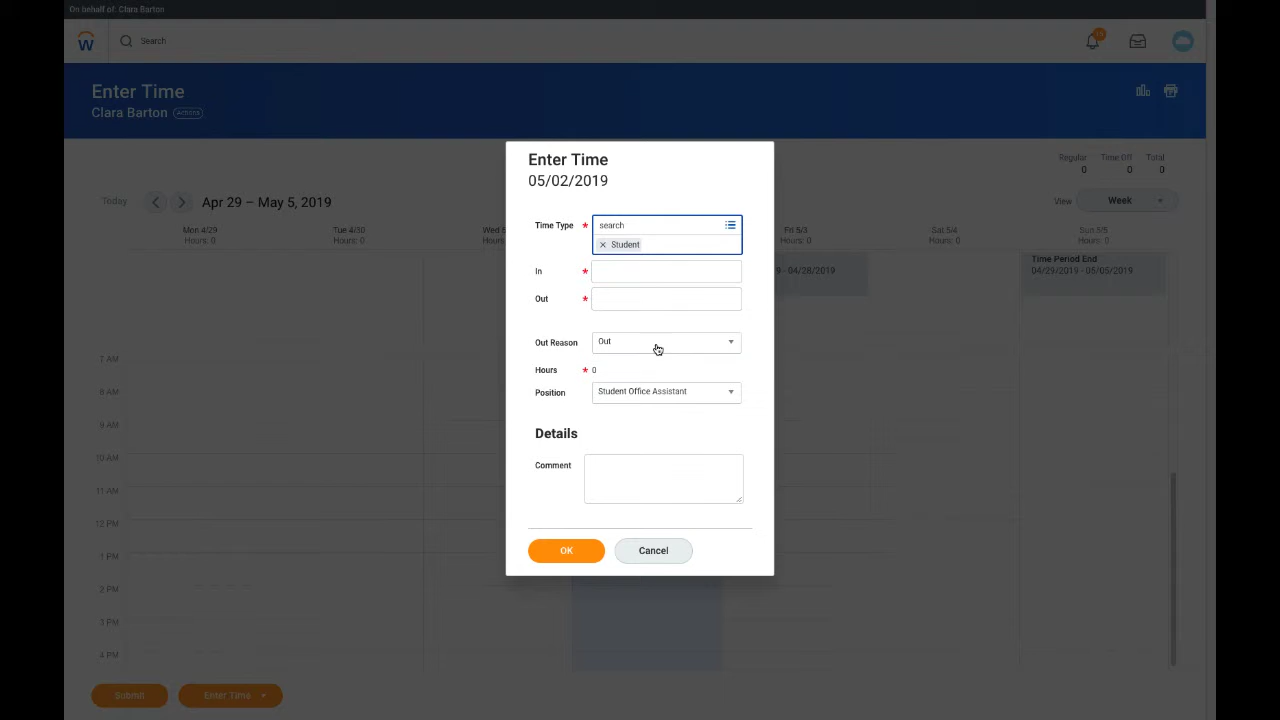 On behalf of: Clara Barton
Search
Enter Time
Clara Barton Actions
Regular Time Off Total
0 0 0
Today Apr 29 – May 5, 2019 View Week
Mon 4/29 Tue 4/30 Wed Fri 5/3 Sat 5/4 Sun 5/5
Hours: 0 Hours: 0 Hours: 0 Hours: 0 Hours: 0
Time Period End
04/28/2019 04/29/2019 - 05/05/2019
7 AM
8 AM
9 AM
10 AM
11 AM
12 PM
1 PM
2 PM
3 PM
4 PM
Enter Time
05/02/2019
Time Type * search
× Student
In *
Out *
Out Reason Out
Hours * 0
Position Student Office Assistant
Details
Comment
OK Cancel
Submit Enter Time